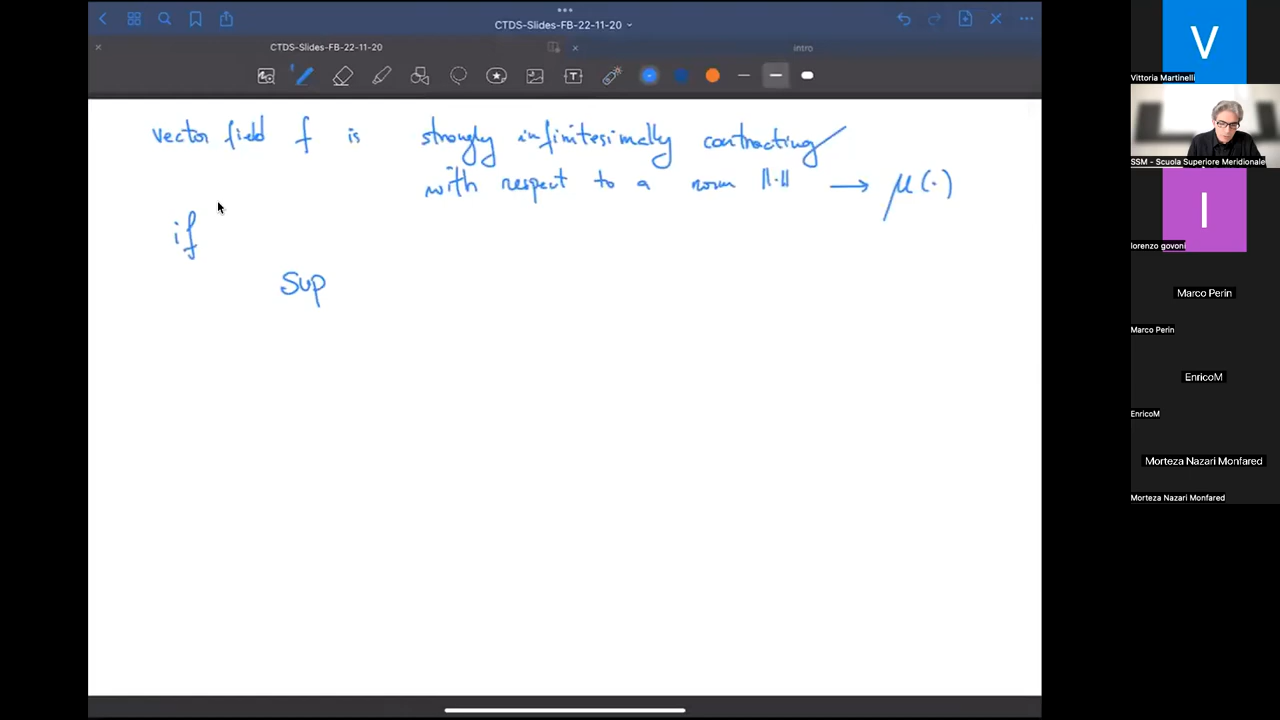 CTDS-Slides-FB-22-11-20
CTDS-Slides-FB-22-11-20
intro
vector field f is strongly infinitesimally contracting
with respect to a norm ||·|| → μ(·)
if
Sup
V
Vittoria Martinelli
SSM - Scuola Superiore Meridionale
I
lorenzo govoni
Marco Perin
Marco Perin
EnricoM
EnricoM
Morteza Nazari Monfared
Morteza Nazari Monfared